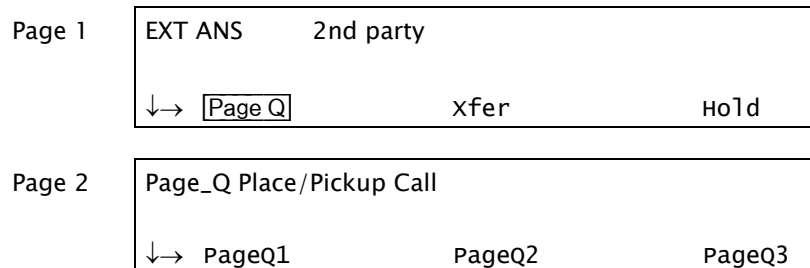 Page 1
EXT ANS 2nd party
↓→ Page Q Xfer Hold
Page 2
Page_Q Place/Pickup Call
↓→ PageQ1 PageQ2 PageQ3